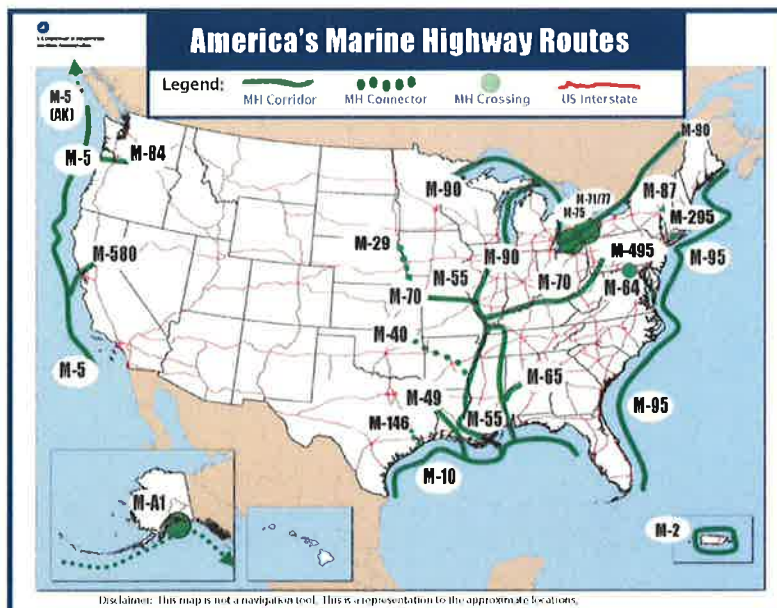 America's Marine Highway Routes
Legend:
MH Corridor
MH Connector
MH Crossing
US Interstate
M-5
(AK)
M-5
M-84
M-90
M-90
M-71/77
M-75
M-87
M-295
M-29
M-580
M-55
M-90
M-70
M-495
M-95
M-64
M-70
M-40
M-5
M-65
M-49
M-95
M-146
M-55
M-10
M-A1
M-2
Disclaimer: This map is not a navigation tool. This is a representation to the approximate locations.